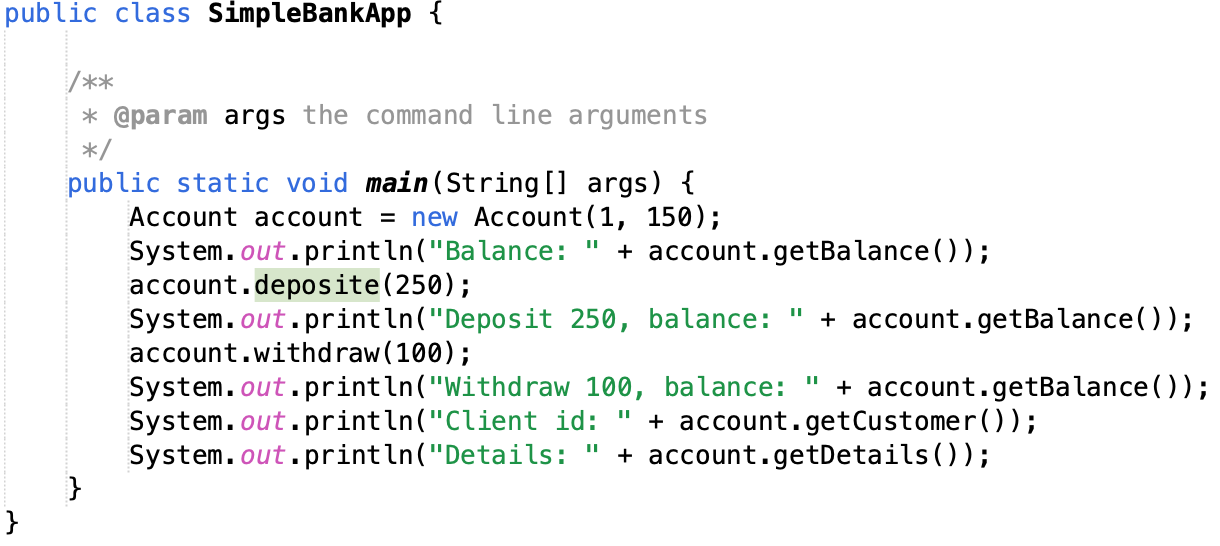 public class SimpleBankApp {
/**
* @param args the command line arguments
*/
public static void main(String[] args) {
Account account = new Account(1, 150);
System.out.println("Balance: " + account.getBalance());
account.deposite(250);
System.out.println("Deposit 250, balance: " + account.getBalance());
account.withdraw(100);
System.out.println("Withdraw 100, balance: " + account.getBalance());
System.out.println("Client id: " + account.getCustomer());
System.out.println("Details: " + account.getDetails());
}
}